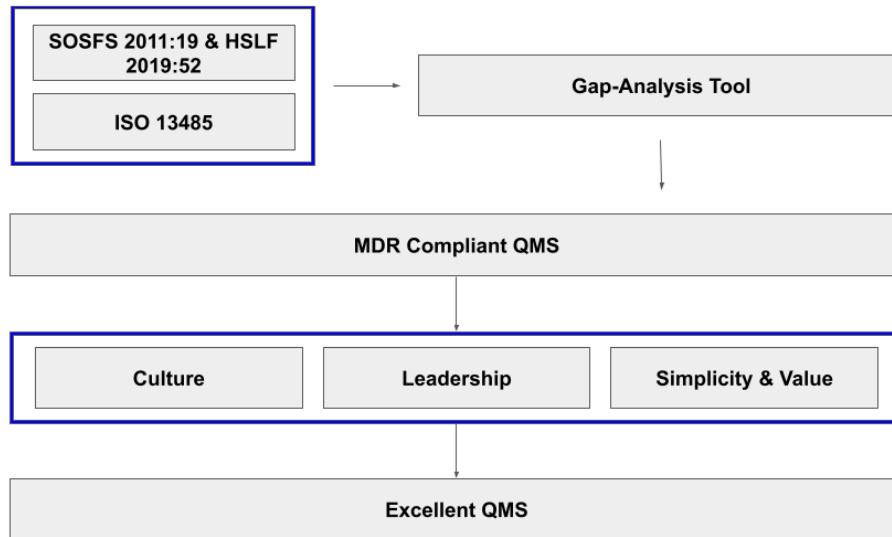 SOSFS 2011:19 & HSLF
2019:52
ISO 13485
Gap-Analysis Tool
MDR Compliant QMS
Culture
Leadership
Simplicity & Value
Excellent QMS